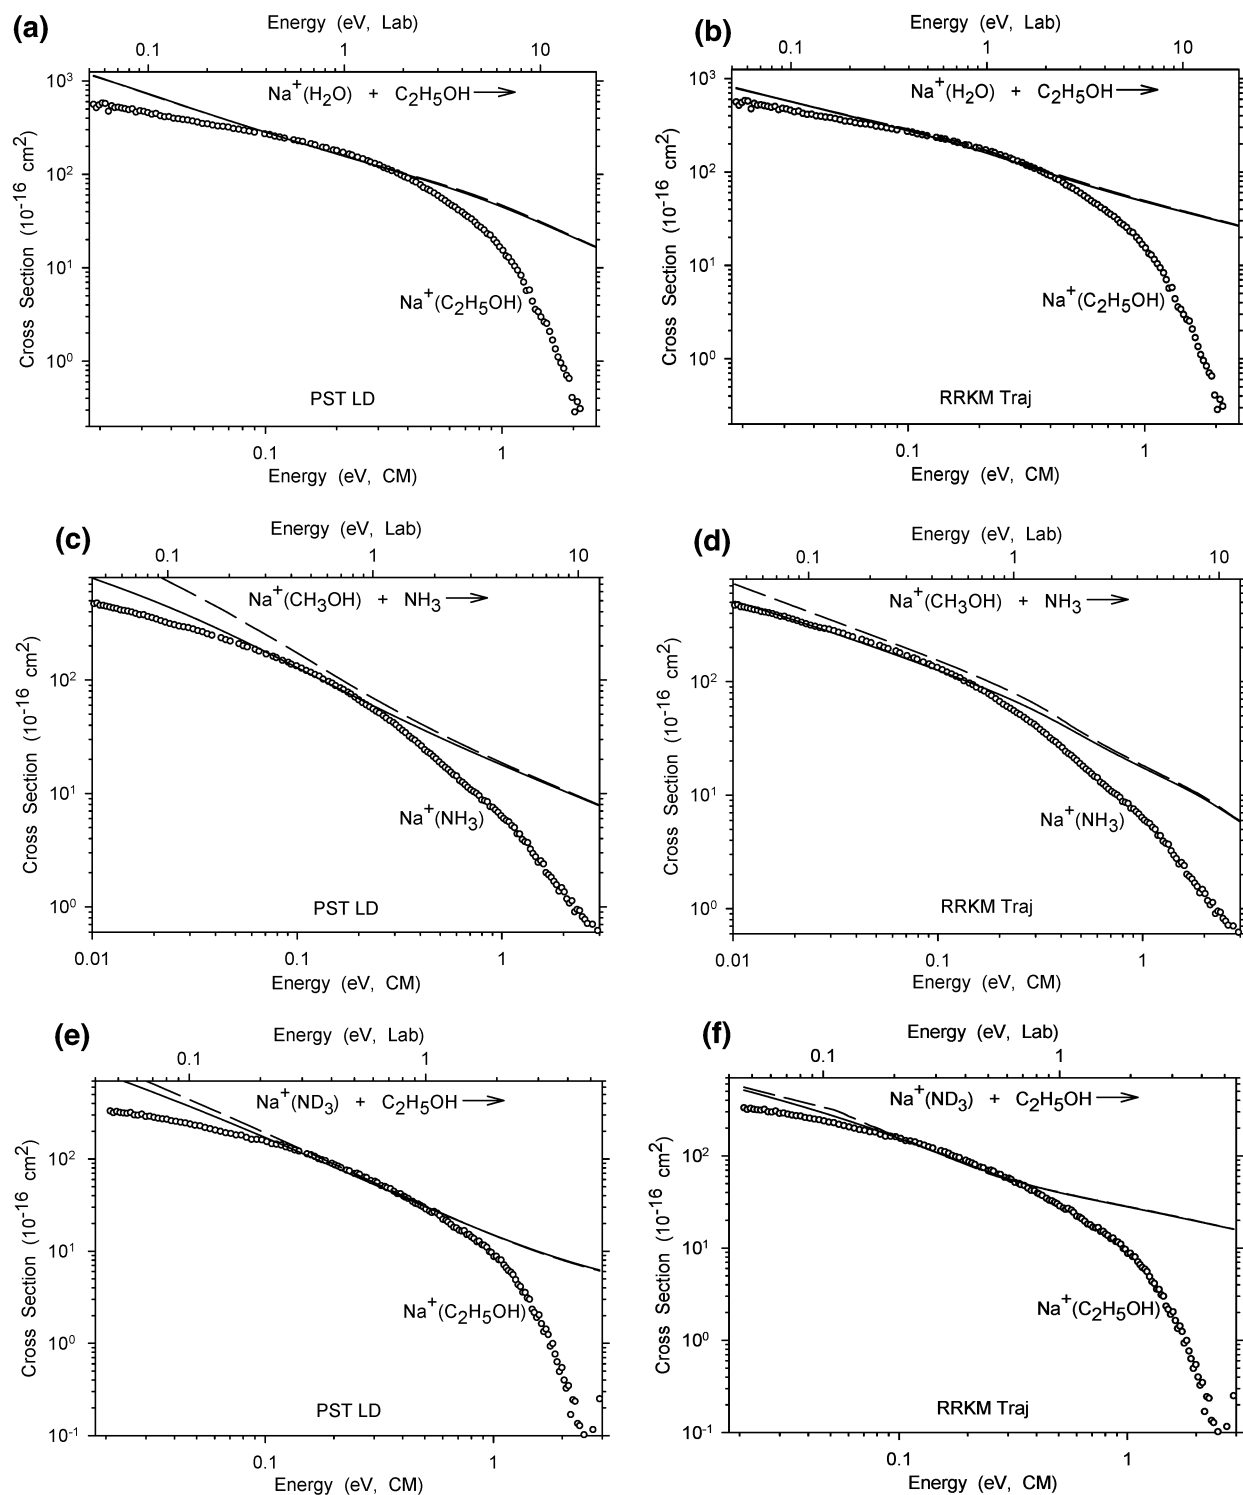 (a)
Energy (eV, Lab)
0.1 1 10
Na+(H2O) + C2H5OH
10³
10²
10¹
10⁰
Cross Section (10-16 cm2)
Na+(C2H5OH)
PST LD
0.1 1
Energy (eV, CM)
(b)
Energy (eV, Lab)
0.1 1 10
Na+(H2O) + C2H5OH
10³
10²
10¹
10⁰
Cross Section (10-16 cm2)
Na+(C2H5OH)
RRKM Traj
0.1 1
Energy (eV, CM)
(c)
Energy (eV, Lab)
0.1 1 10
Na+(CH3OH) + NH3
10²
10¹
10⁰
Cross Section (10-16 cm2)
Na+(NH3)
PST LD
0.01 0.1 1
Energy (eV, CM)
(d)
Energy (eV, Lab)
0.1 1 10
Na+(CH3OH) + NH3
10²
10¹
10⁰
Cross Section (10-16 cm2)
Na+(NH3)
RRKM Traj
0.01 0.1 1
Energy (eV, CM)
(e)
Energy (eV, Lab)
0.1 1
Na+(ND3) + C2H5OH
10²
10¹
10⁰
10⁻¹
Cross Section (10-16 cm2)
Na+(C2H5OH)
PST LD
0.1 1
Energy (eV, CM)
(f)
Energy (eV, Lab)
0.1 1
Na+(ND3) + C2H5OH
10²
10¹
10⁰
10⁻¹
Cross Section (10-16 cm2)
Na+(C2H5OH)
RRKM Traj
0.1 1
Energy (eV, CM)